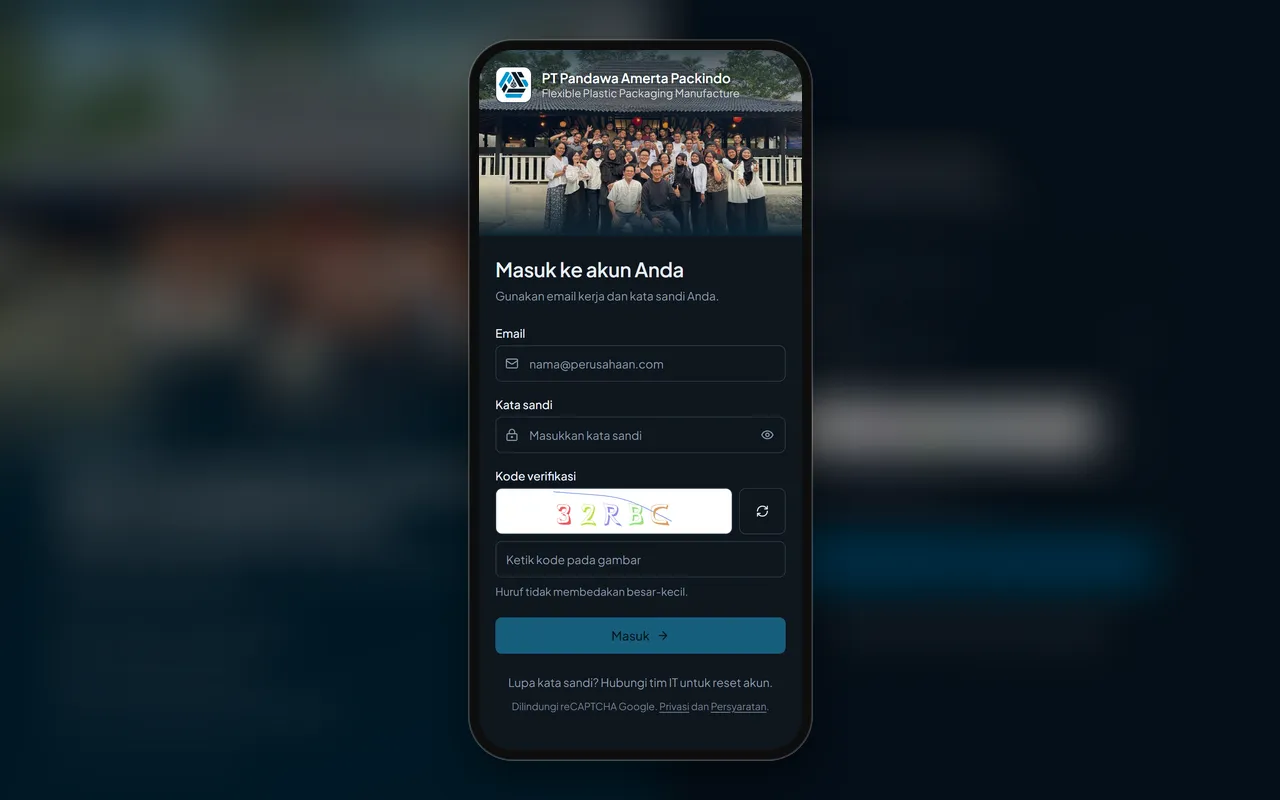 PT Pandawa Amerta Packindo
Flexible Plastic Packaging Manufacture
Masuk ke akun Anda
Gunakan email kerja dan kata sandi Anda.
Email
nama@perusahaan.com
Kata sandi
Masukkan kata sandi
Kode verifikasi
32RBC
Ketik kode pada gambar
Huruf tidak membedakan besar-kecil.
Masuk →
Lupa kata sandi? Hubungi tim IT untuk reset akun.
Dilindungi reCAPTCHA Google. Privasi dan Persyaratan.